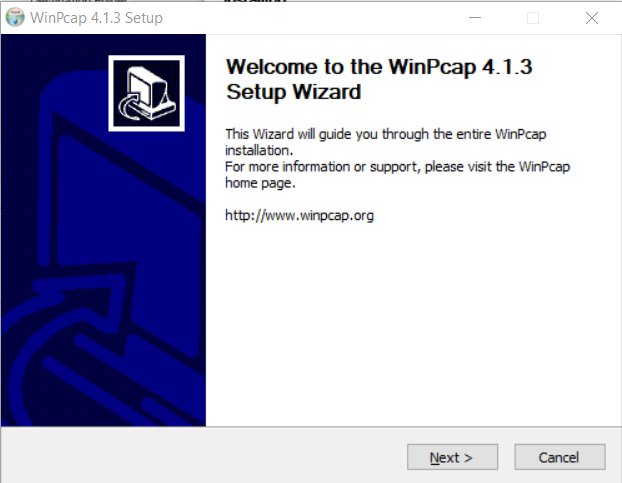 WinPcap 4.1.3 Setup
Welcome to the WinPcap 4.1.3
Setup Wizard
This Wizard will guide you through the entire WinPcap
installation.
For more information or support, please visit the WinPcap
home page.
http://www.winpcap.org
Next >
Cancel